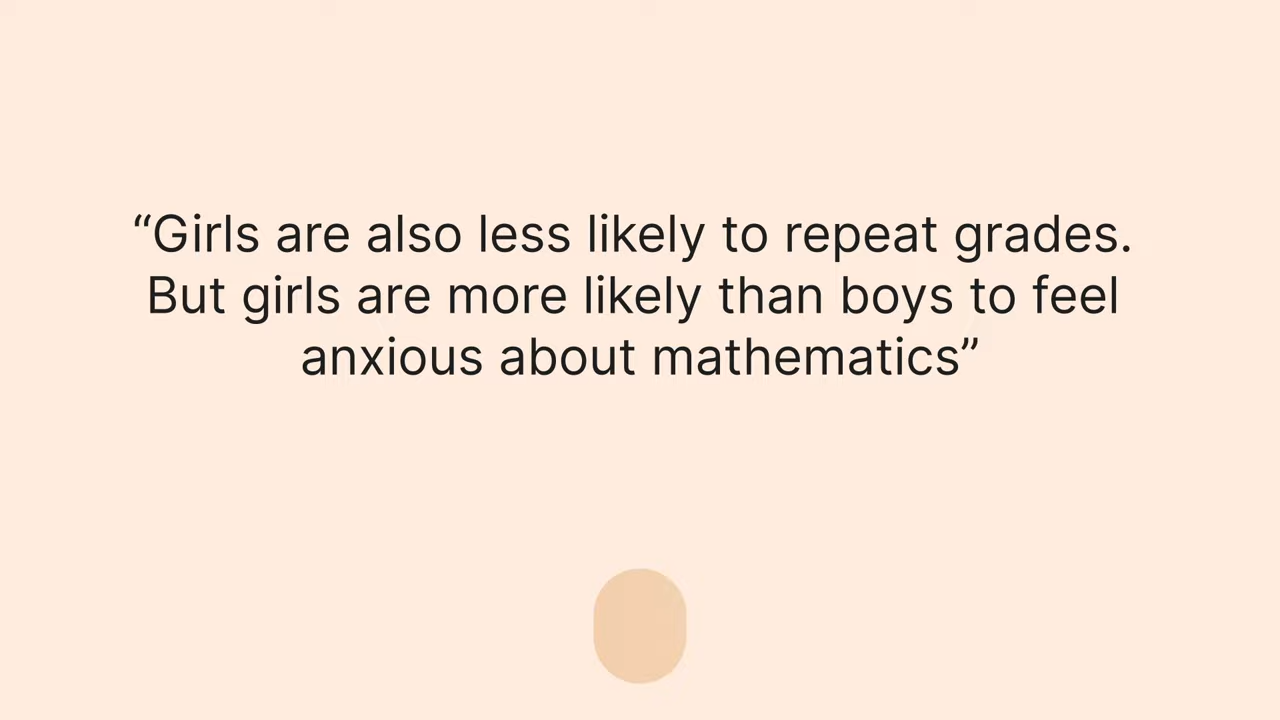 “Girls are also less likely to repeat grades.
But girls are more likely than boys to feel
anxious about mathematics”